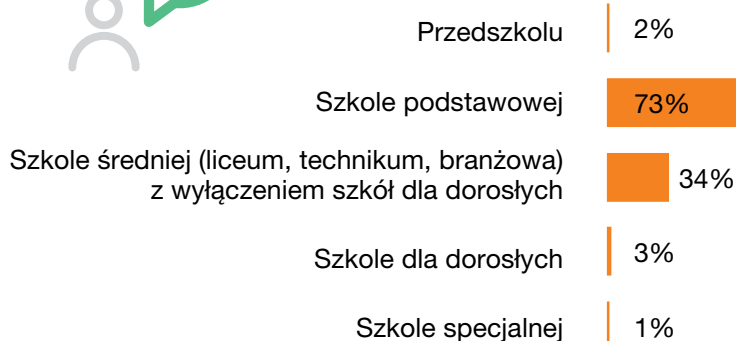 Przedszkolu 2%
Szkole podstawowej 73%
Szkole średniej (liceum, technikum, branżowa)
z wyłączeniem szkół dla dorosłych 34%
Szkole dla dorosłych 3%
Szkole specjalnej 1%